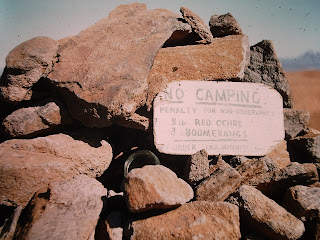 NO CAMPING
PENALTY FOR NON-OBSERVANCE
8 lb RED OCHRE
3 BOOMERANGS